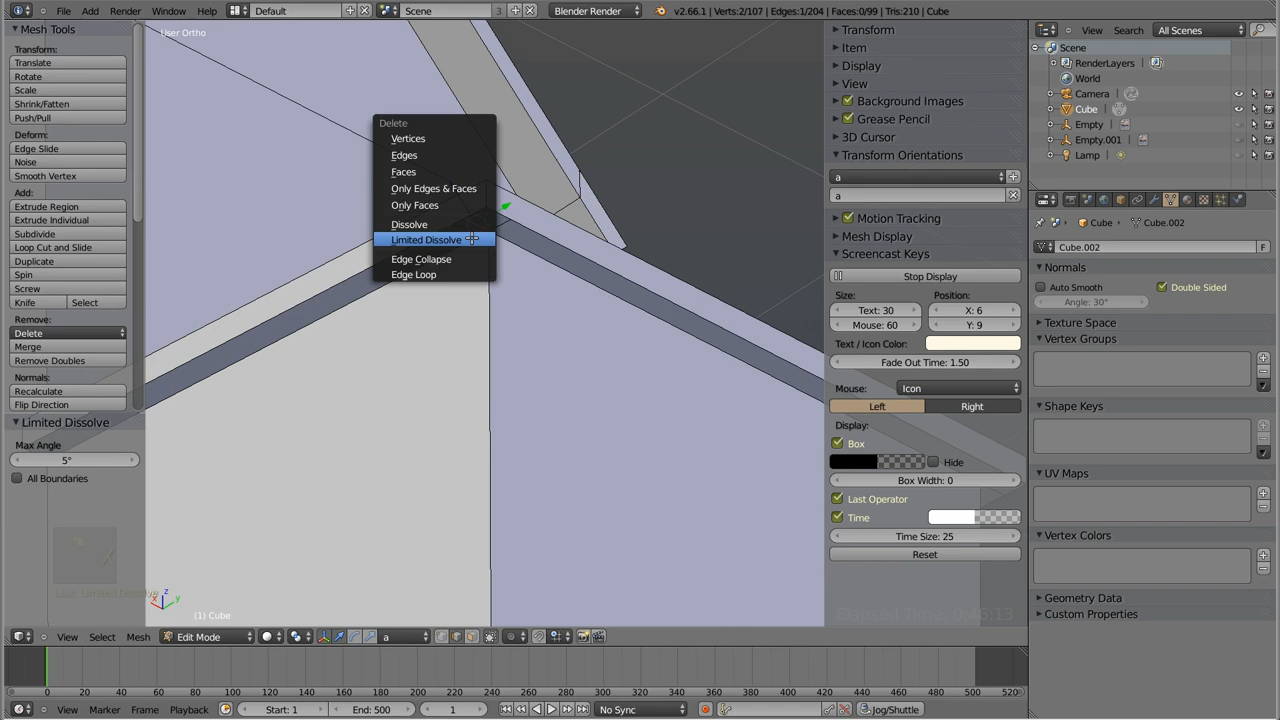 File Add Render Window Help Default Scene 3 Blender Render v2.66.1 | Verts:2/107 | Edges:1/204 | Faces:0/99 | Tris:210 | Cube
Mesh Tools
Transform:
Translate
Rotate
Scale
Shrink/Fatten
Push/Pull
Deform:
Edge Slide
Noise
Smooth Vertex
Add:
Extrude Region
Extrude Individual
Subdivide
Loop Cut and Slide
Duplicate
Spin
Screw
Knife Select
Remove:
Delete
Merge
Remove Doubles
Normals:
Recalculate
Flip Direction
Limited Dissolve
Max Angle
5°
All Boundaries
User Ortho
Delete
Vertices
Edges
Faces
Only Edges & Faces
Only Faces
Dissolve
Limited Dissolve
Edge Collapse
Edge Loop
X
Last: Limited Dissolve
x z y
(1) Cube
Elapsed Time: 0:46:13
Transform
Item
Display
View
Background Images
Grease Pencil
3D Cursor
Transform Orientations
a
a
Motion Tracking
Mesh Display
Screencast Keys
Stop Display
Size: Position:
Text: 30 X: 6
Mouse: 60 Y: 9
Text / Icon Color:
Fade Out Time: 1.50
Mouse: Icon
Left Right
Display:
Box
Hide
Box Width: 0
Last Operator
Time
Time Size: 25
Reset
View Search All Scenes
Scene
RenderLayers
World
Camera
Cube
Empty
Empty.001
Lamp
Cube Cube.002
Cube.002 F
Normals
Auto Smooth Double Sided
Angle: 30°
Texture Space
Vertex Groups
Shape Keys
UV Maps
Vertex Colors
Geometry Data
Custom Properties
View Select Mesh Edit Mode a
0 20 40 60 80 100 120 140 160 180 200 220 240 260 280 300 320 340 360 380 400 420 440 460 480 500 520
View Marker Frame Playback Start: 1 End: 500 1 No Sync Jog/Shuttle